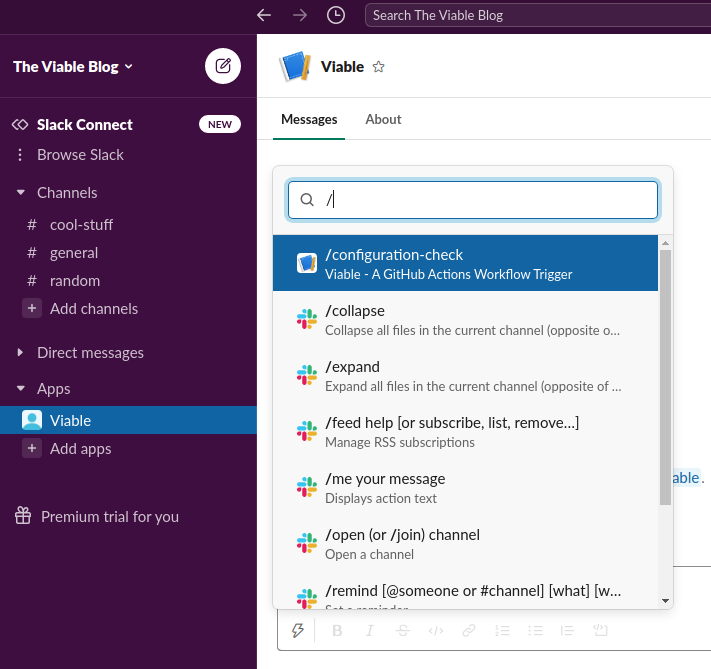 Search The Viable Blog
The Viable Blog
Viable
Slack Connect
NEW
Browse Slack
Channels
# cool-stuff
# general
# random
+ Add channels
Direct messages
Apps
Viable
+ Add apps
Premium trial for you
Messages
About
/
/configuration-check
Viable - A GitHub Actions Workflow Trigger
/collapse
Collapse all files in the current channel (opposite o...
/expand
Expand all files in the current channel (opposite of ...
/feed help [or subscribe, list, remove...]
Manage RSS subscriptions
/me your message
Displays action text
/open (or /join) channel
Open a channel
/remind [@someone or #channel] [what] [w...
Set a reminder
able.
B I S